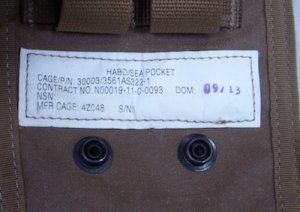 HABD/SEA POCKET
CAGE/P/N: 30003/3561AS322-1
CONTRACT NO: N00019-11-D-0093 DOM: 09/13
NSN:
MFR CAGE: 4Z048 S/N: